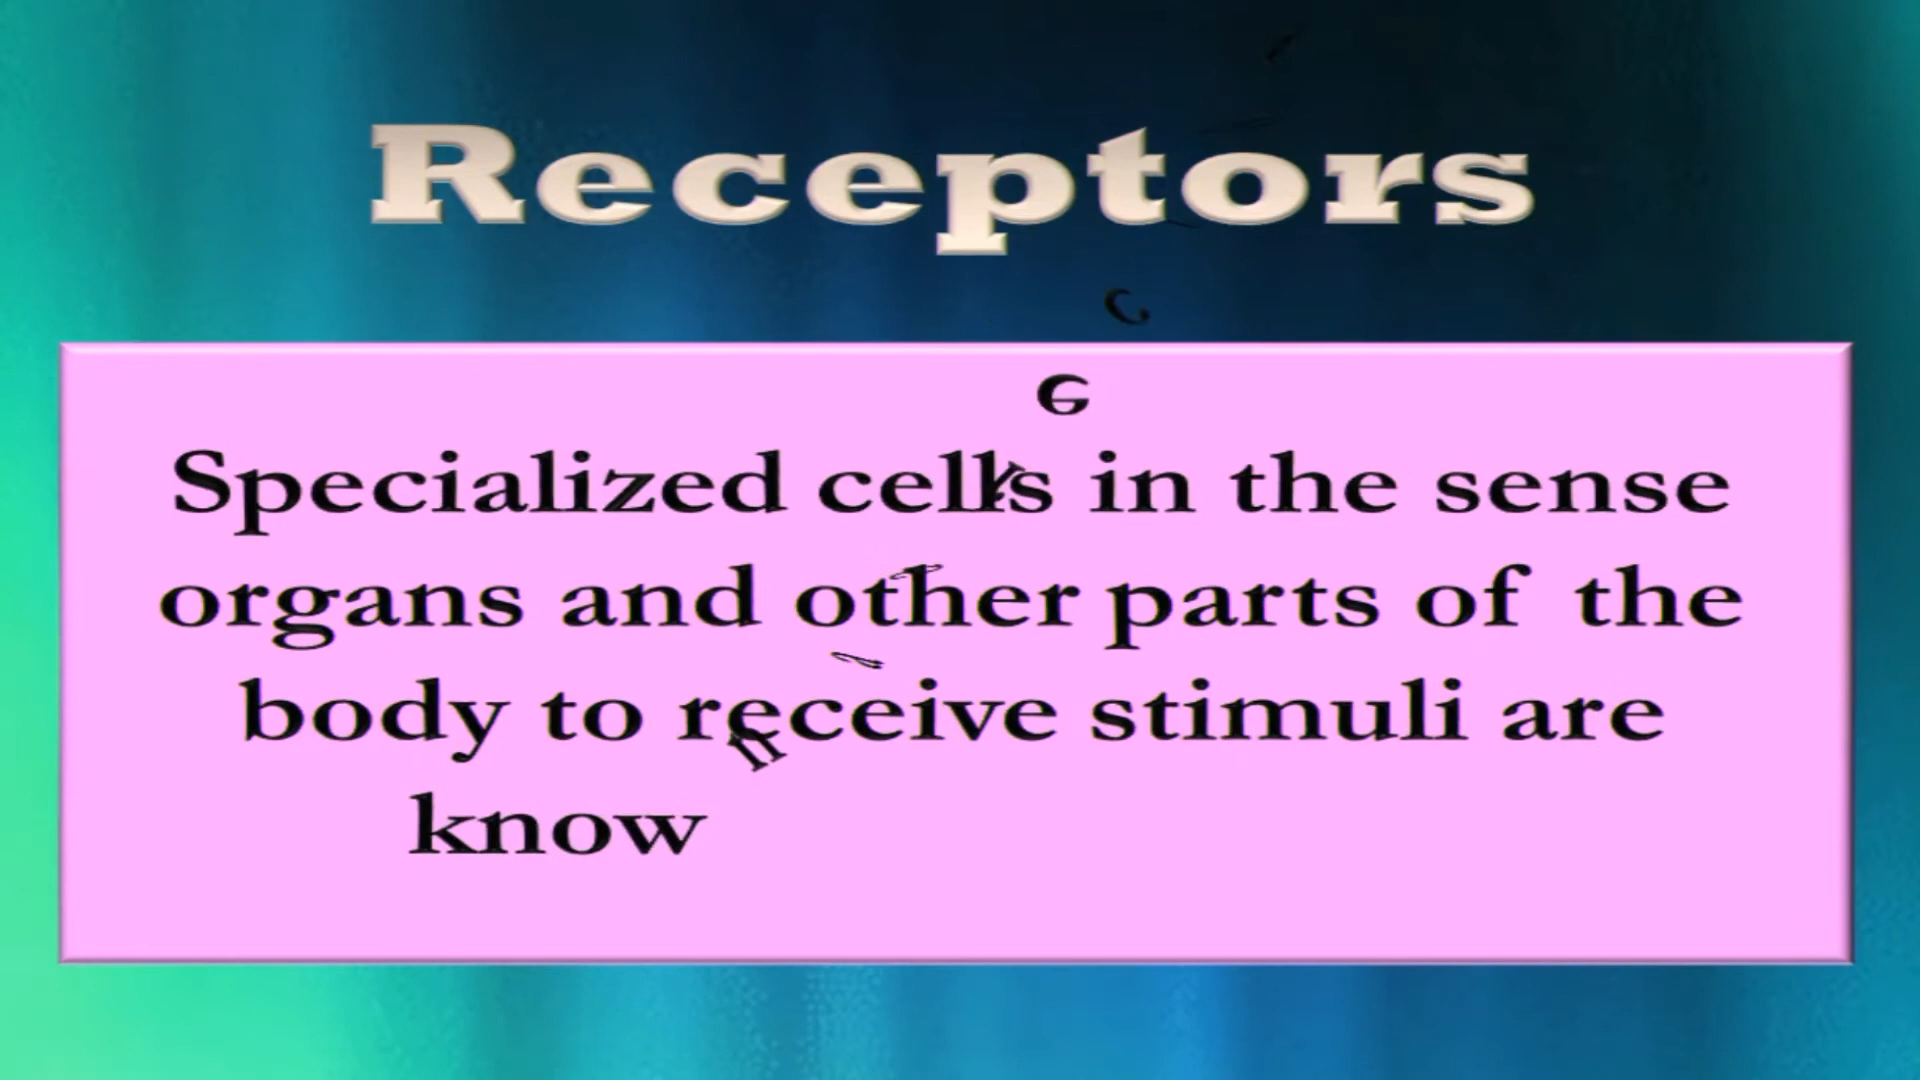 Receptors
Specialized cells in the sense
organs and other parts of the
body to receive stimuli are
know